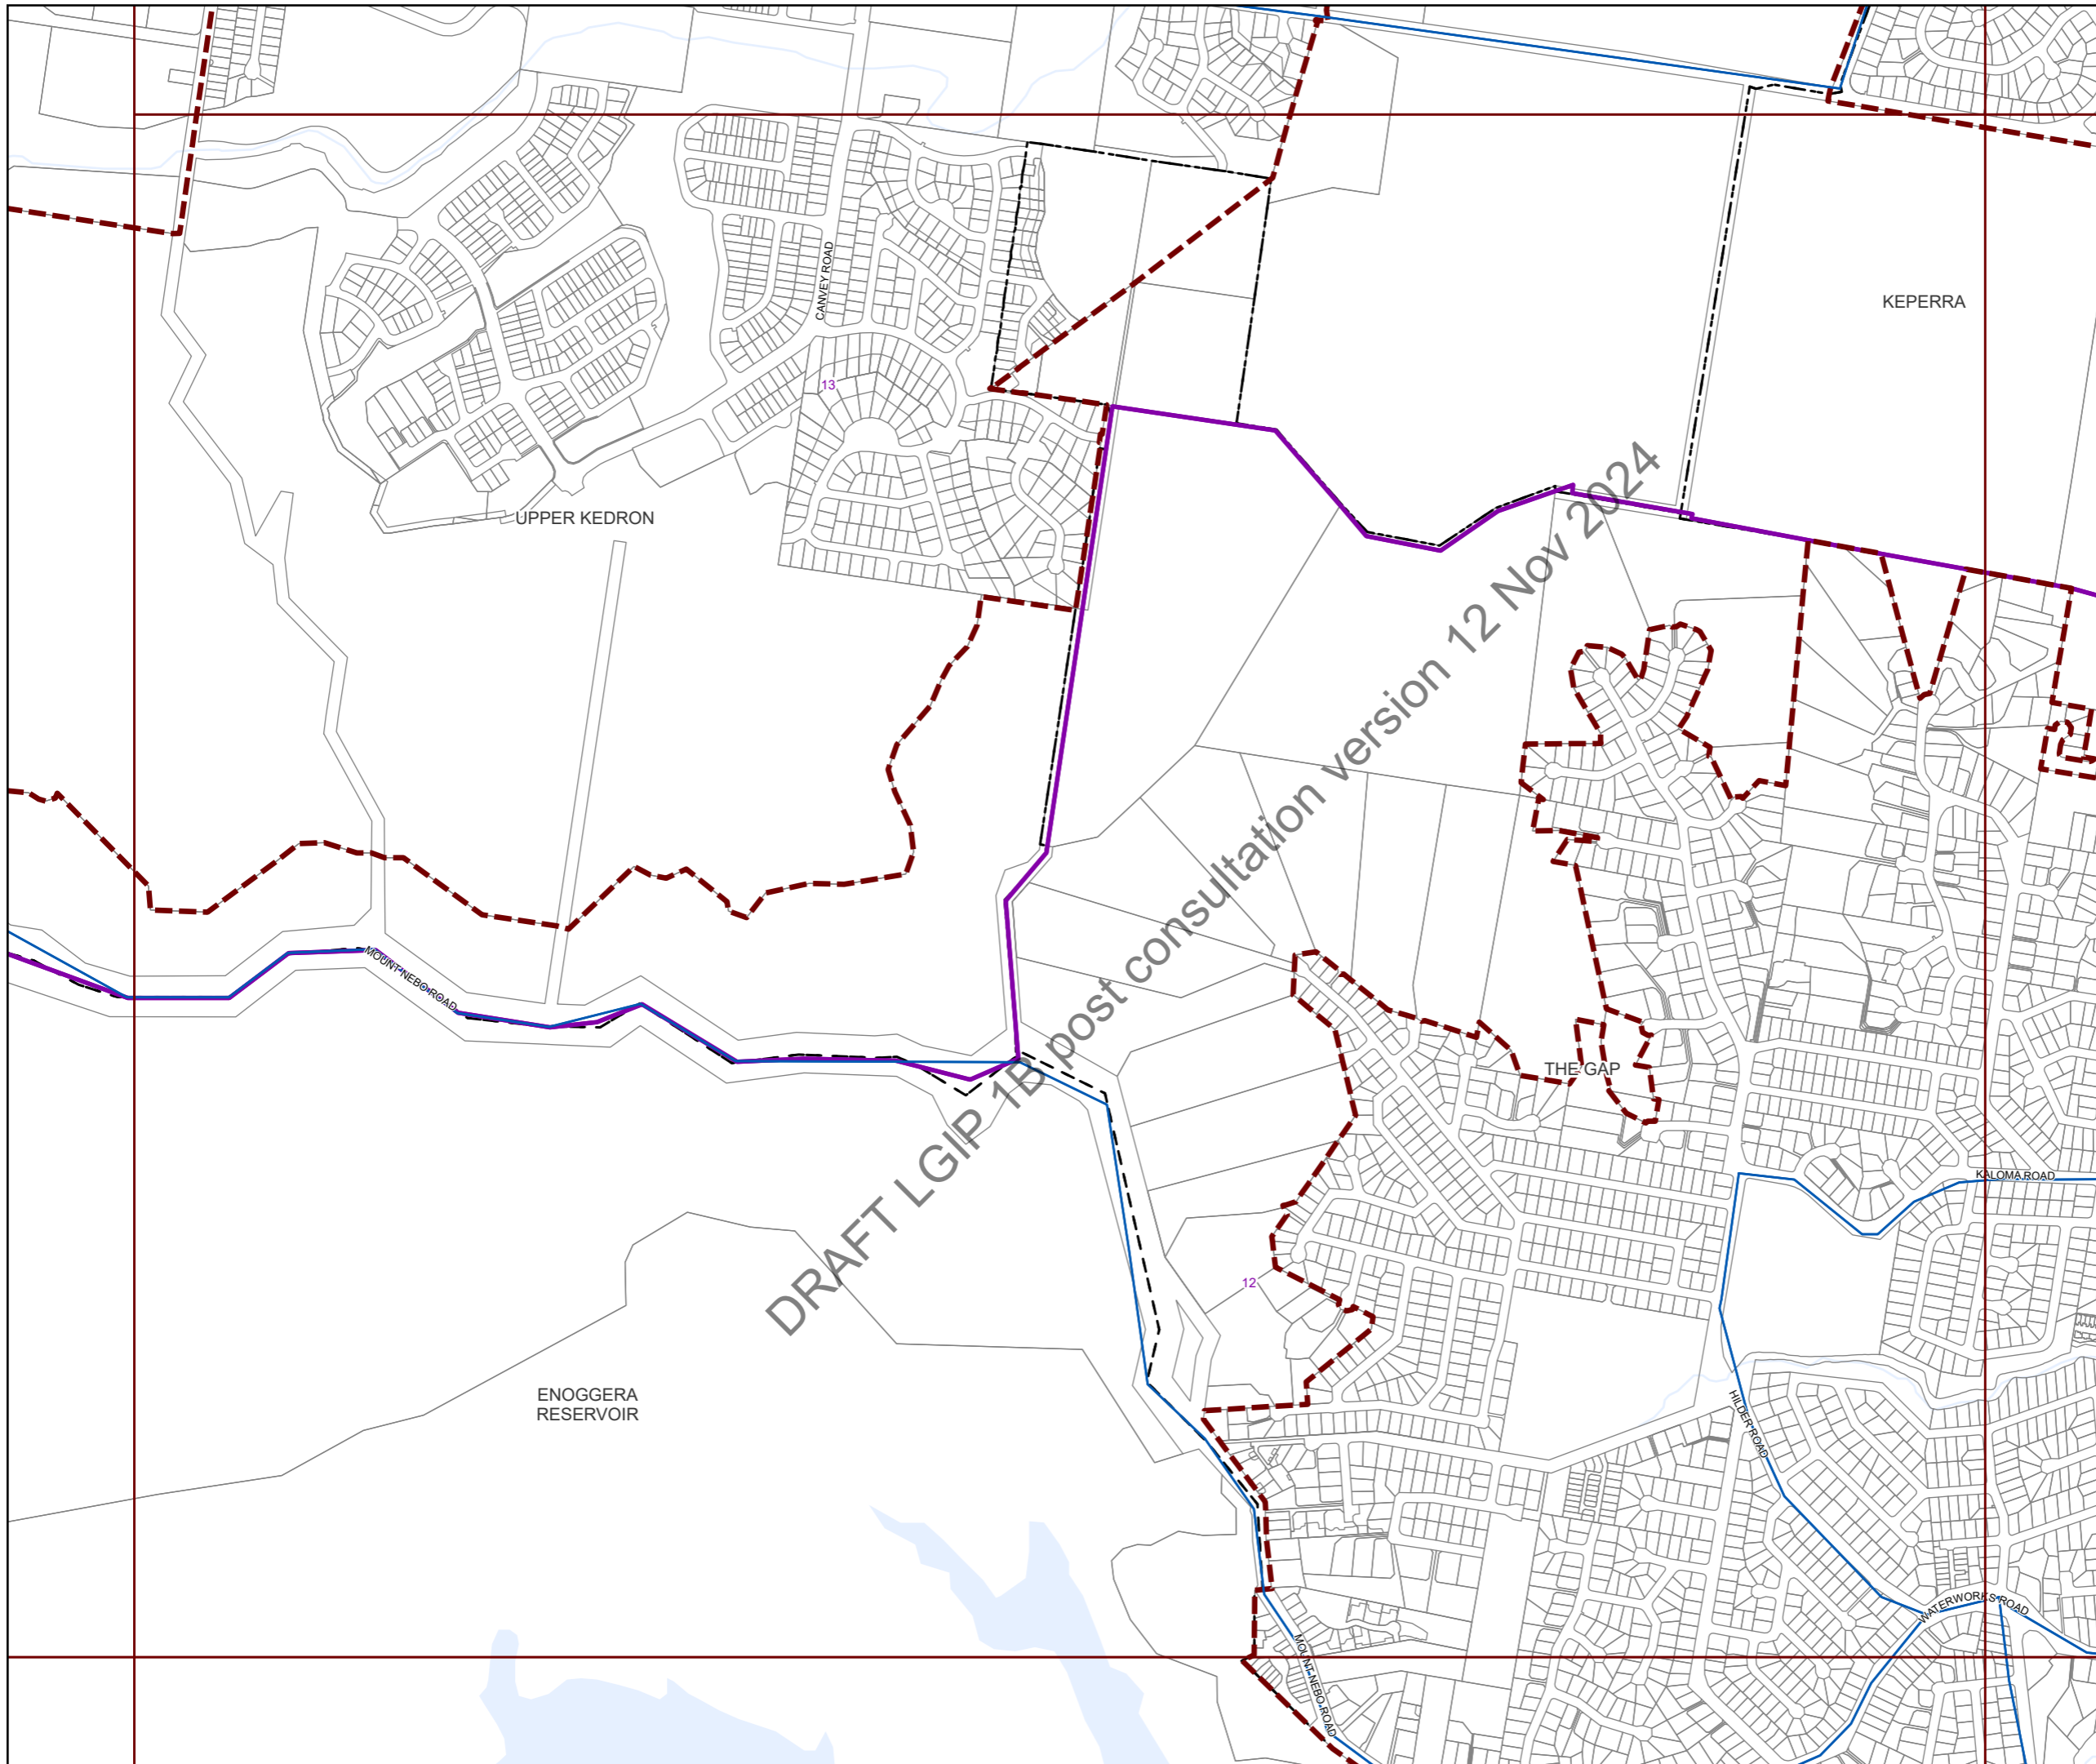 KEPERRA
CANVEY ROAD
13
UPPER KEDRON
MOUNT NEBO ROAD
DRAFT LGIP 1B post consultation version 12 Nov 2024
THE GAP
KALOMA ROAD
12
ENOGGERA
RESERVOIR
HILDER ROAD
WATERWORKS ROAD
MOUNT NEBO ROAD